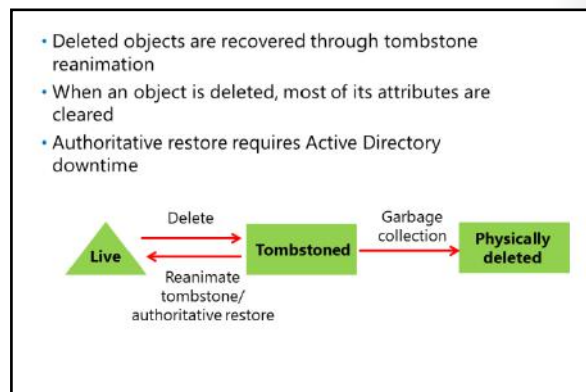 • Deleted objects are recovered through tombstone
reanimation
• When an object is deleted, most of its attributes are
cleared
• Authoritative restore requires Active Directory
downtime
Delete
Garbage
collection
Live
Tombstoned
Physically
deleted
Reanimate
tombstone/
authoritative restore